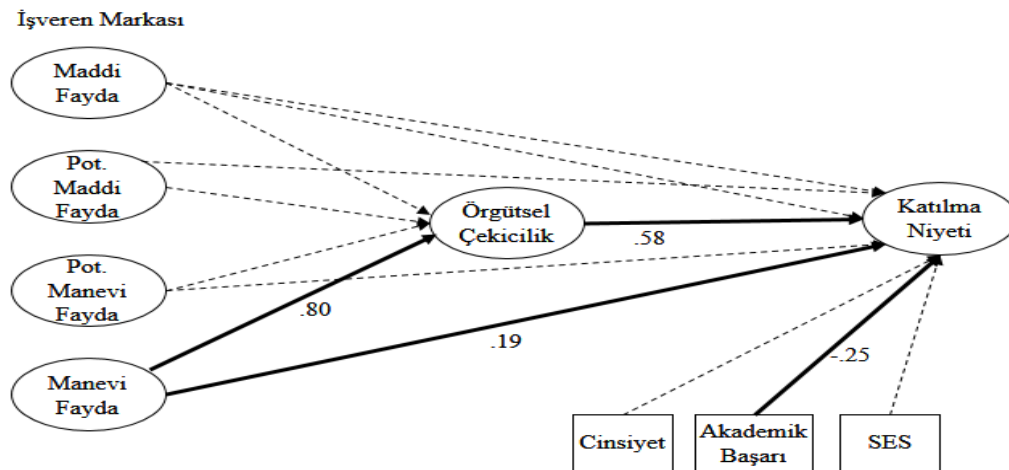 İşveren Markası
Maddi
Fayda
Pot.
Maddi
Fayda
Pot.
Manevi
Fayda
Manevi
Fayda
Örgütsel
Çekicilik
Katılma
Niyeti
.58
.80
.19
-.25
Cinsiyet
Akademik
Başarı
SES